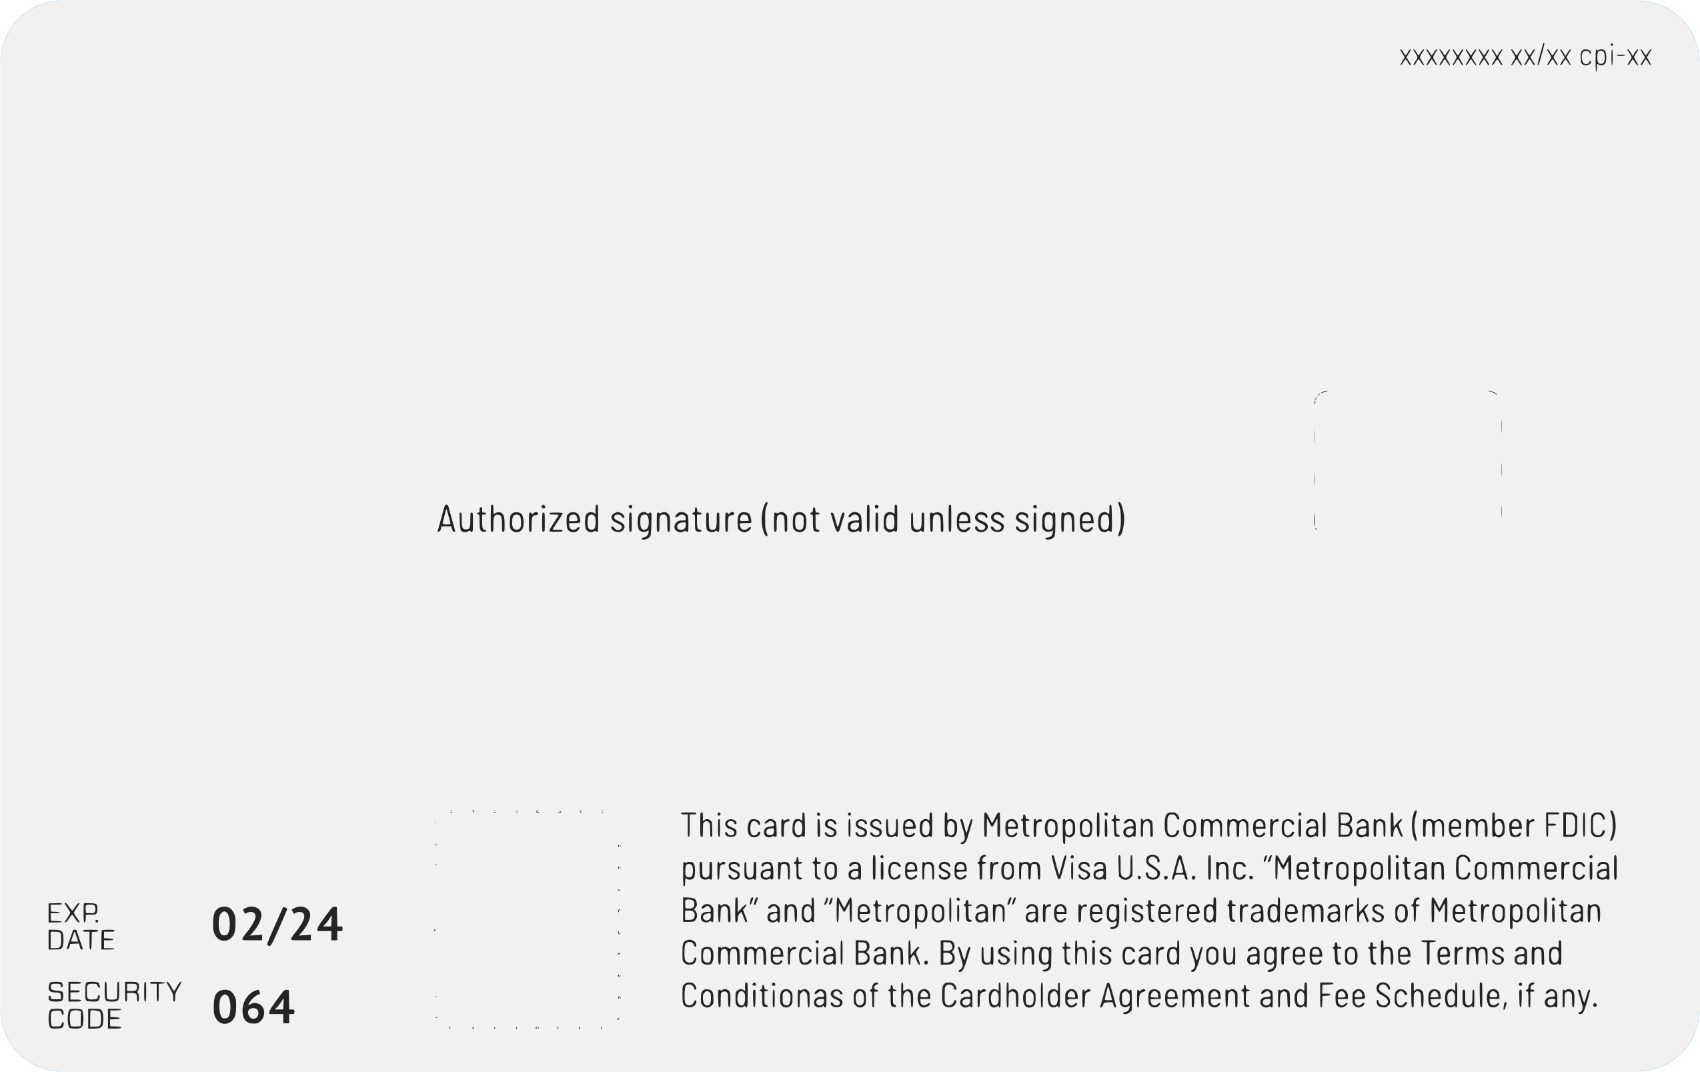 xxxxxxxx xx/xx cpi-xx
Authorized signature (not valid unless signed)
This card is issued by Metropolitan Commercial Bank (member FDIC)
pursuant to a license from Visa U.S.A. Inc. “Metropolitan Commercial
Bank” and “Metropolitan” are registered trademarks of Metropolitan
Commercial Bank. By using this card you agree to the Terms and
Conditionas of the Cardholder Agreement and Fee Schedule, if any.
EXP.
DATE
02/24
SECURITY
CODE
064